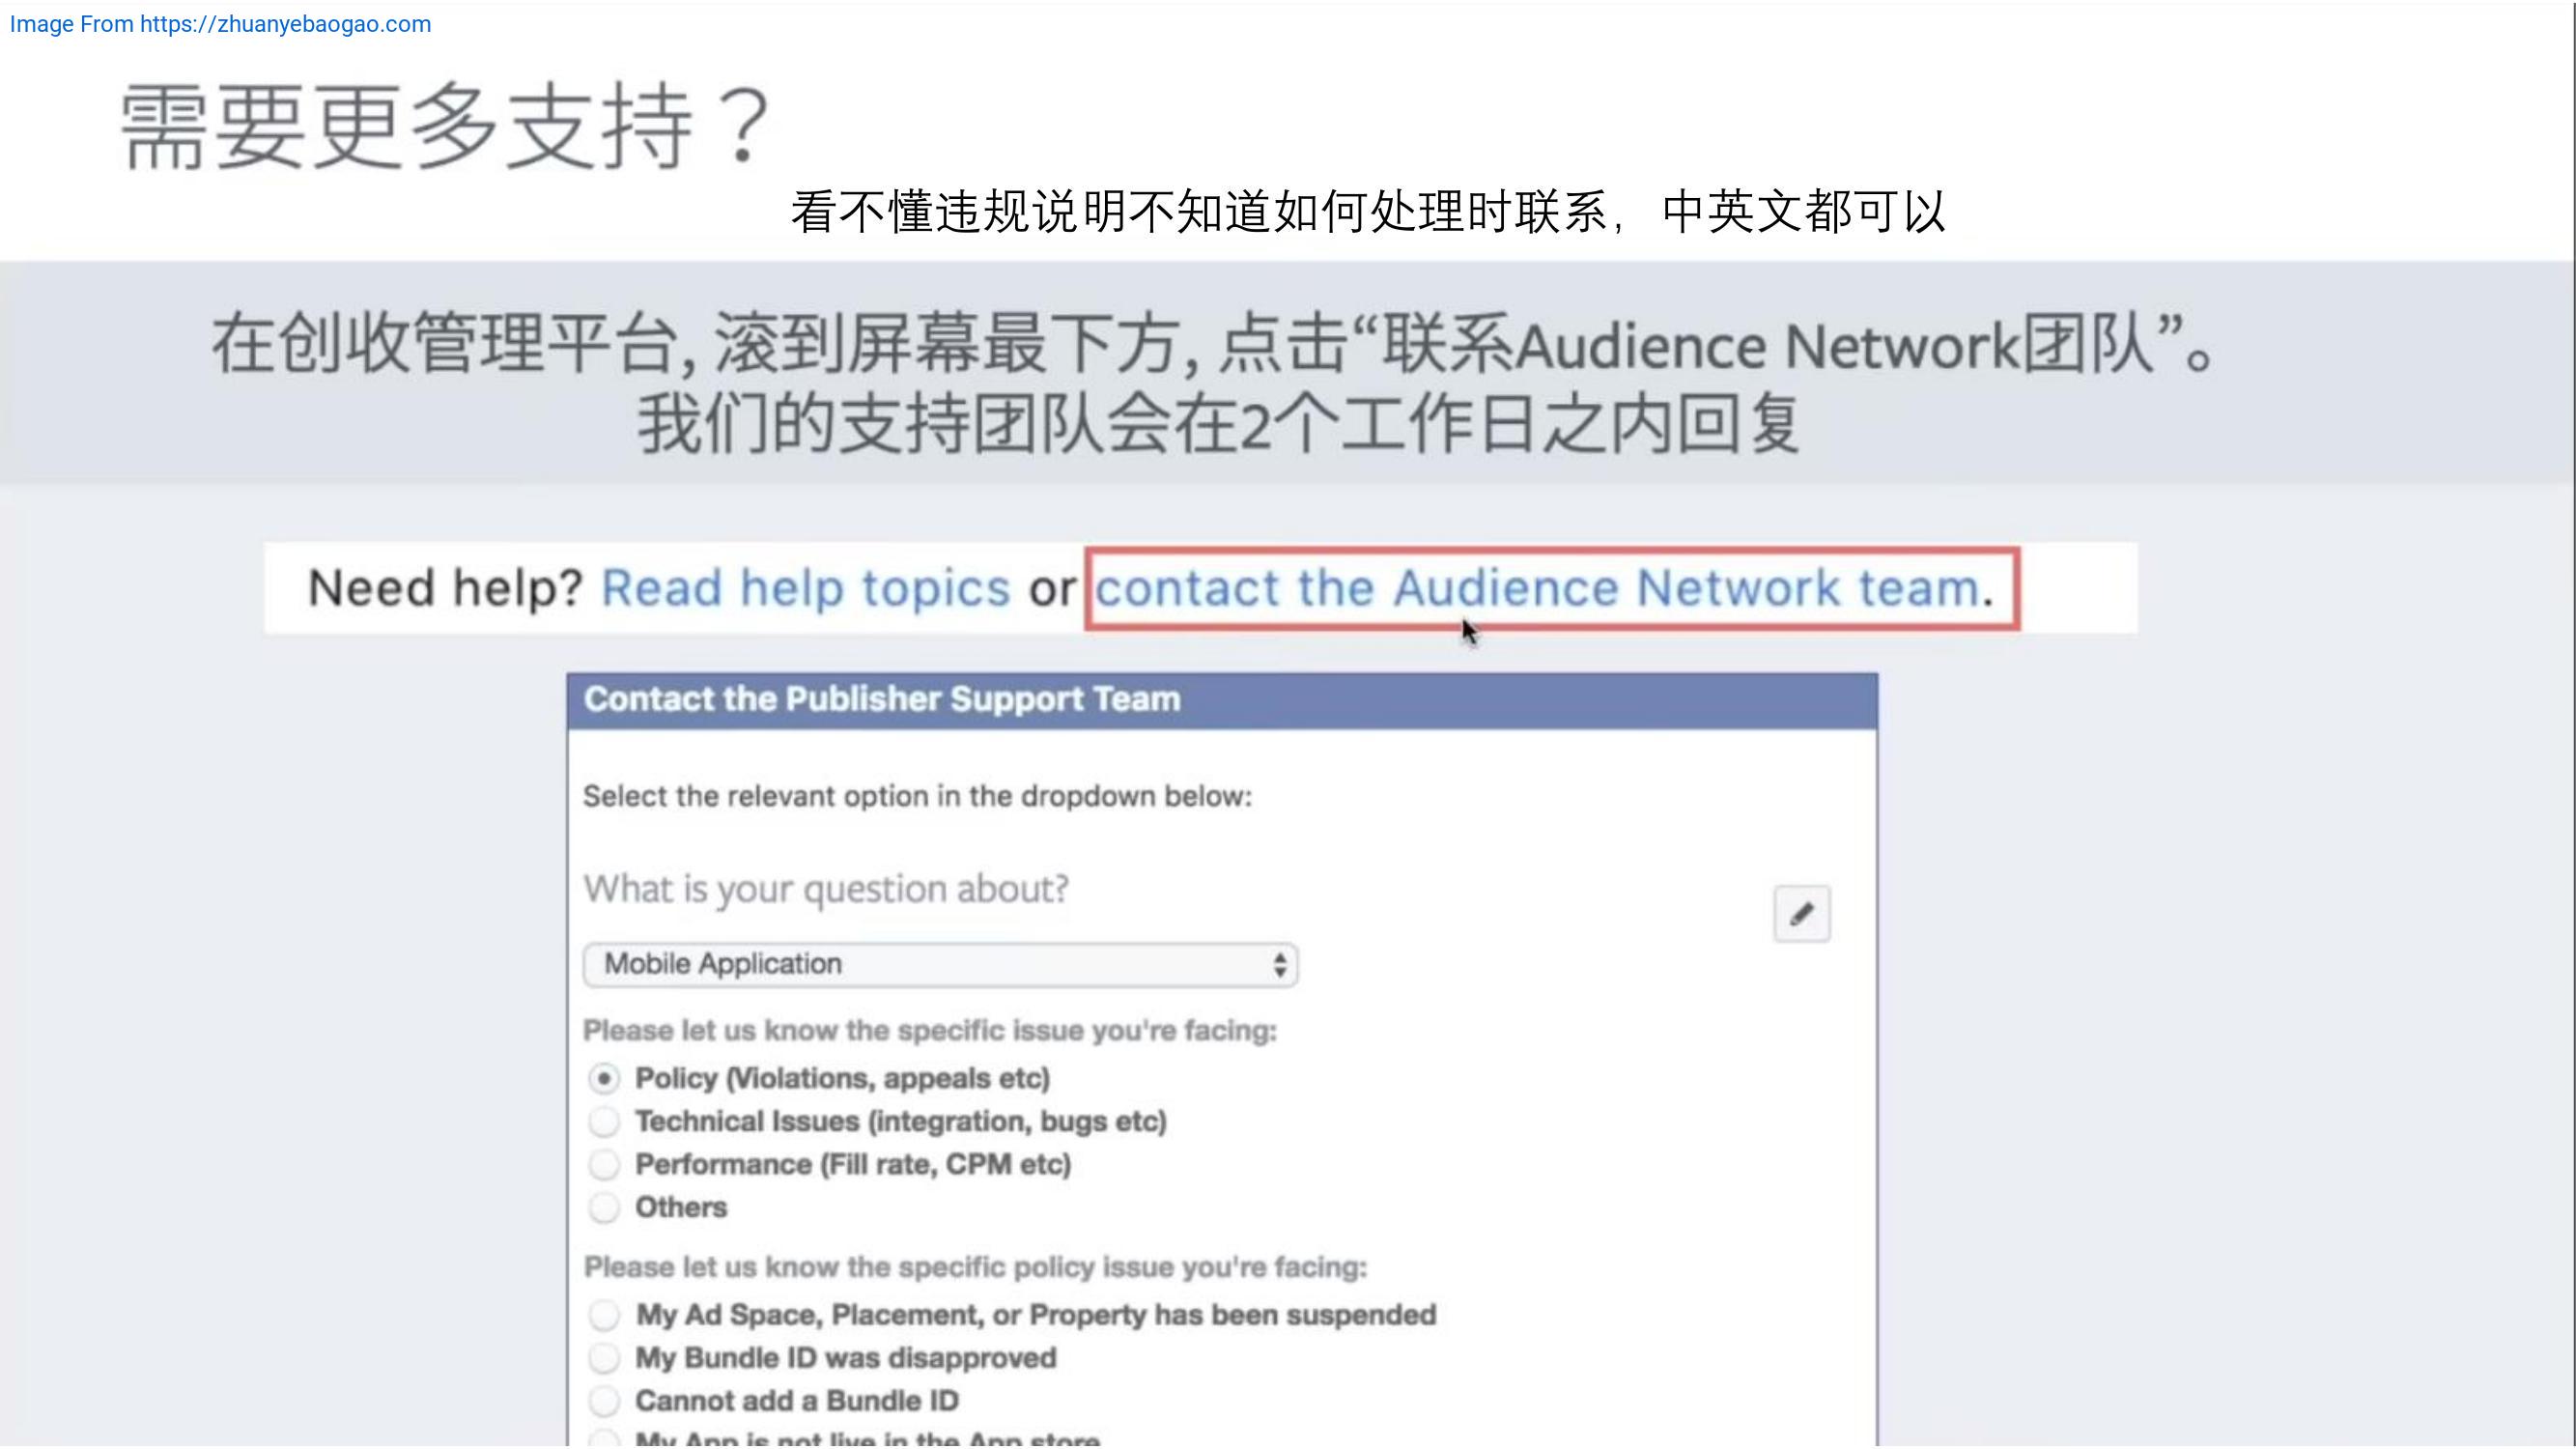 Image From https://zhuanyebaogao.com
需要更多支持？
看不懂违规说明不知道如何处理时联系，中英文都可以
在创收管理平台, 滚到屏幕最下方, 点击“联系Audience Network团队”。
我们的支持团队会在2个工作日之内回复
Need help? Read help topics or contact the Audience Network team.
Contact the Publisher Support Team
Select the relevant option in the dropdown below:
What is your question about?
Mobile Application
Please let us know the specific issue you're facing:
Policy (Violations, appeals etc)
Technical Issues (integration, bugs etc)
Performance (Fill rate, CPM etc)
Others
Please let us know the specific policy issue you're facing:
My Ad Space, Placement, or Property has been suspended
My Bundle ID was disapproved
Cannot add a Bundle ID
My App is not live in the App store